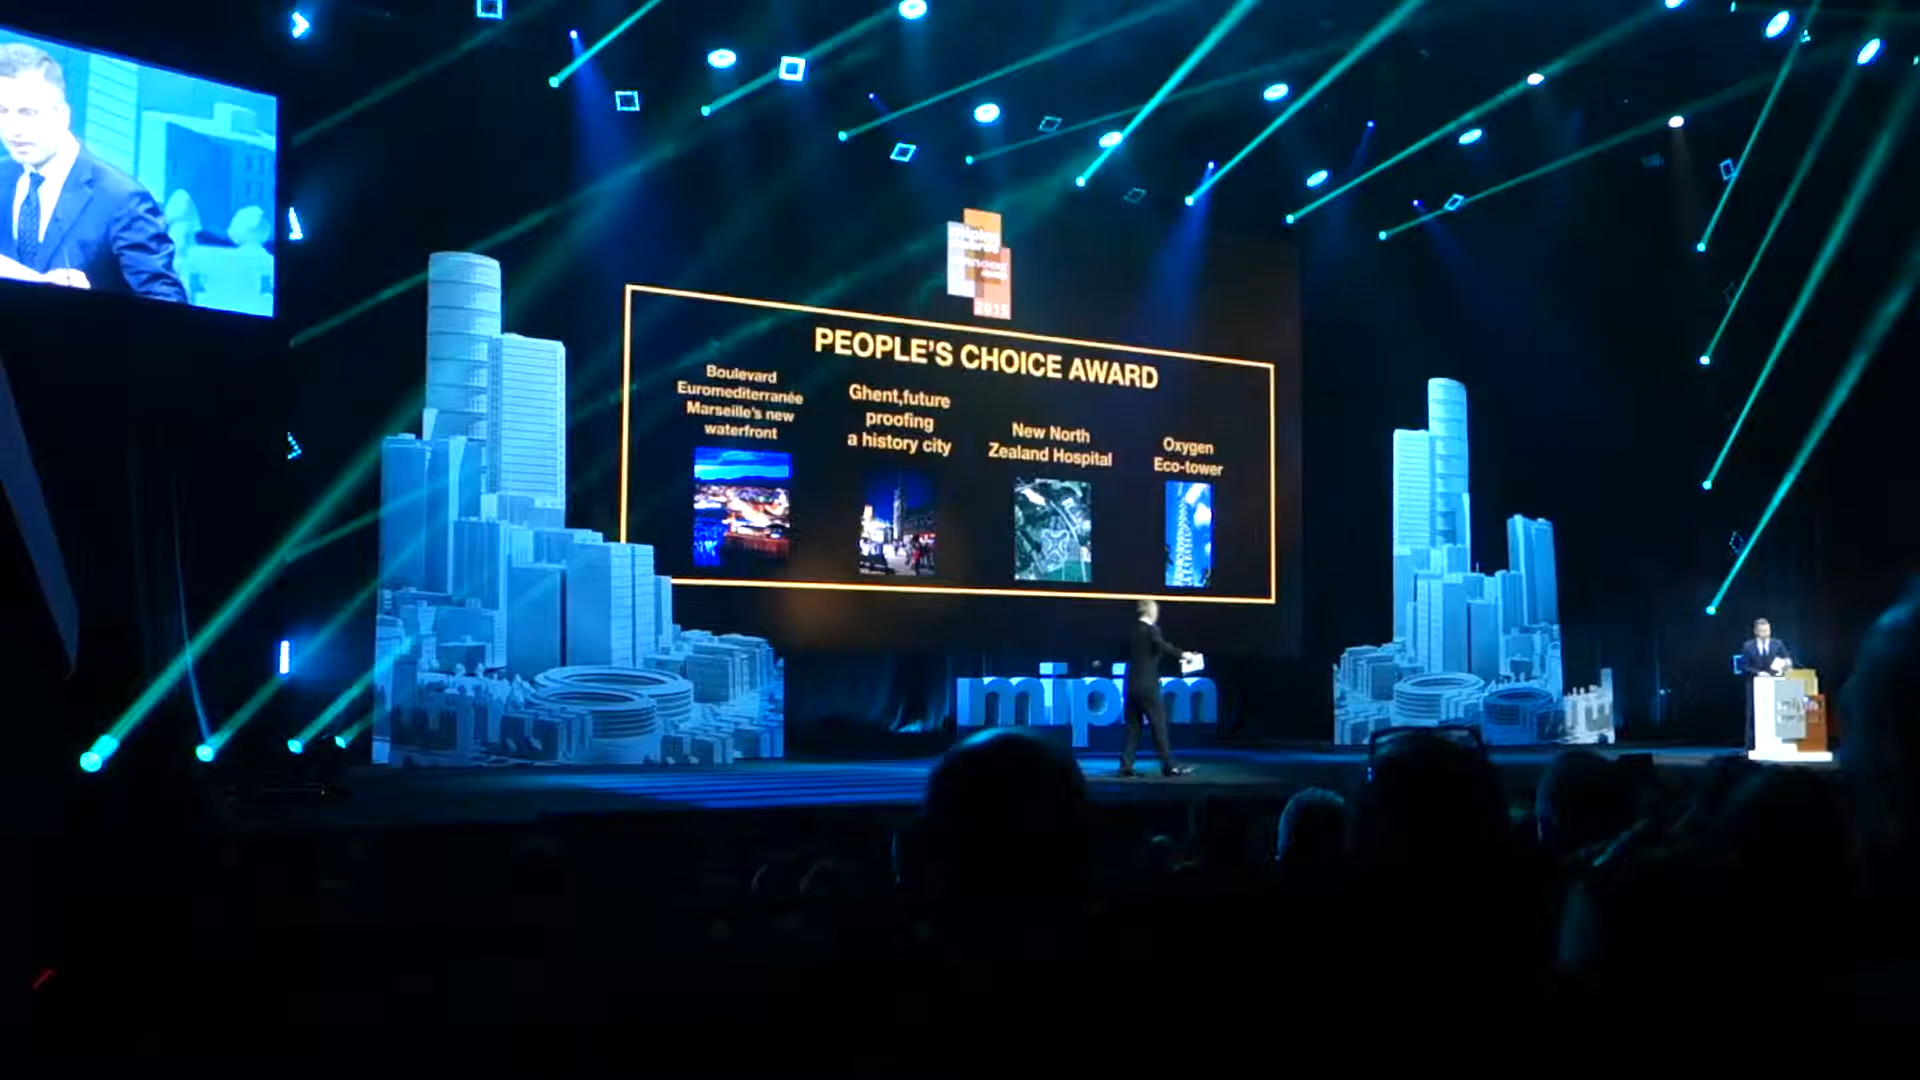 2015
PEOPLE'S CHOICE AWARD
Boulevard
Euromediterranée
Marseille's new
waterfront
Ghent,future
proofing
a history city
New North
Zealand Hospital
Oxygen
Eco-tower
mipim